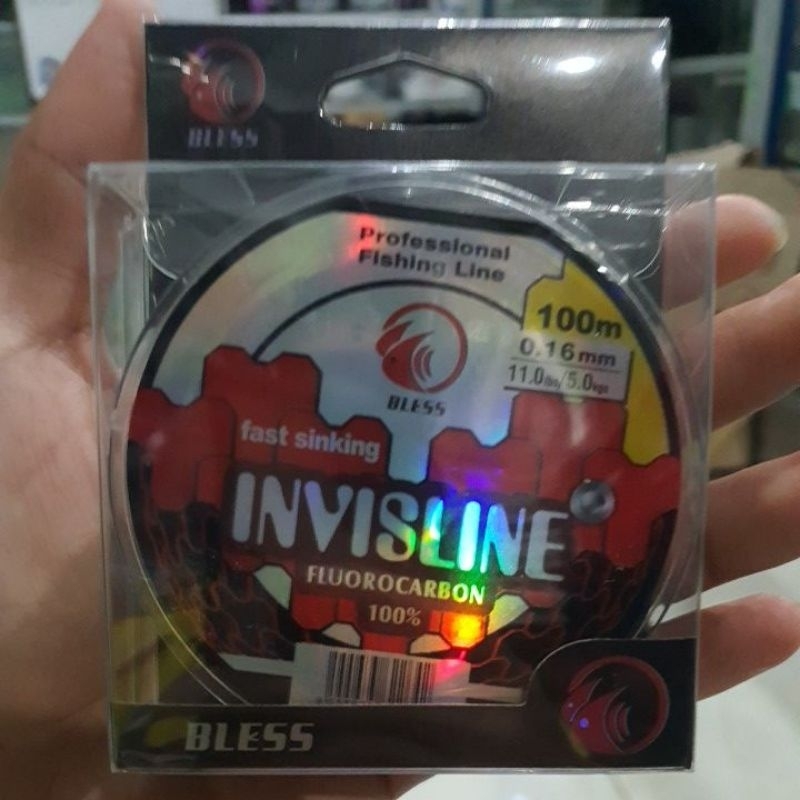 BLESS
Professional
Fishing Line
100m
0.16mm
11.0lbs/5.0kgs
BLESS
fast sinking
INVISLINE
FLUOROCARBON
100%
BLESS